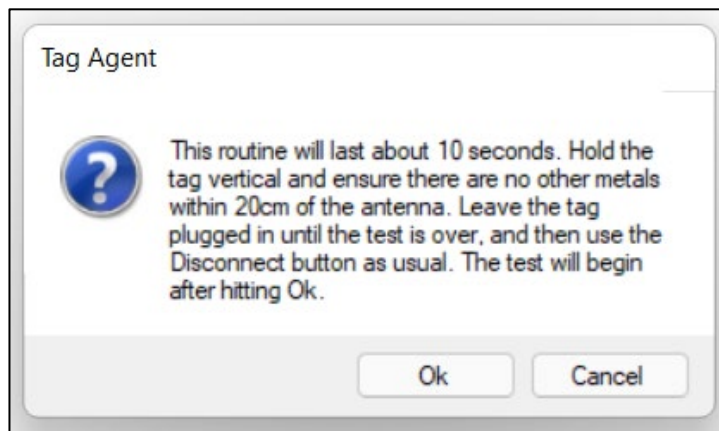 Tag Agent
This routine will last about 10 seconds. Hold the
tag vertical and ensure there are no other metals
within 20cm of the antenna. Leave the tag
plugged in until the test is over, and then use the
Disconnect button as usual. The test will begin
after hitting Ok.
Ok Cancel